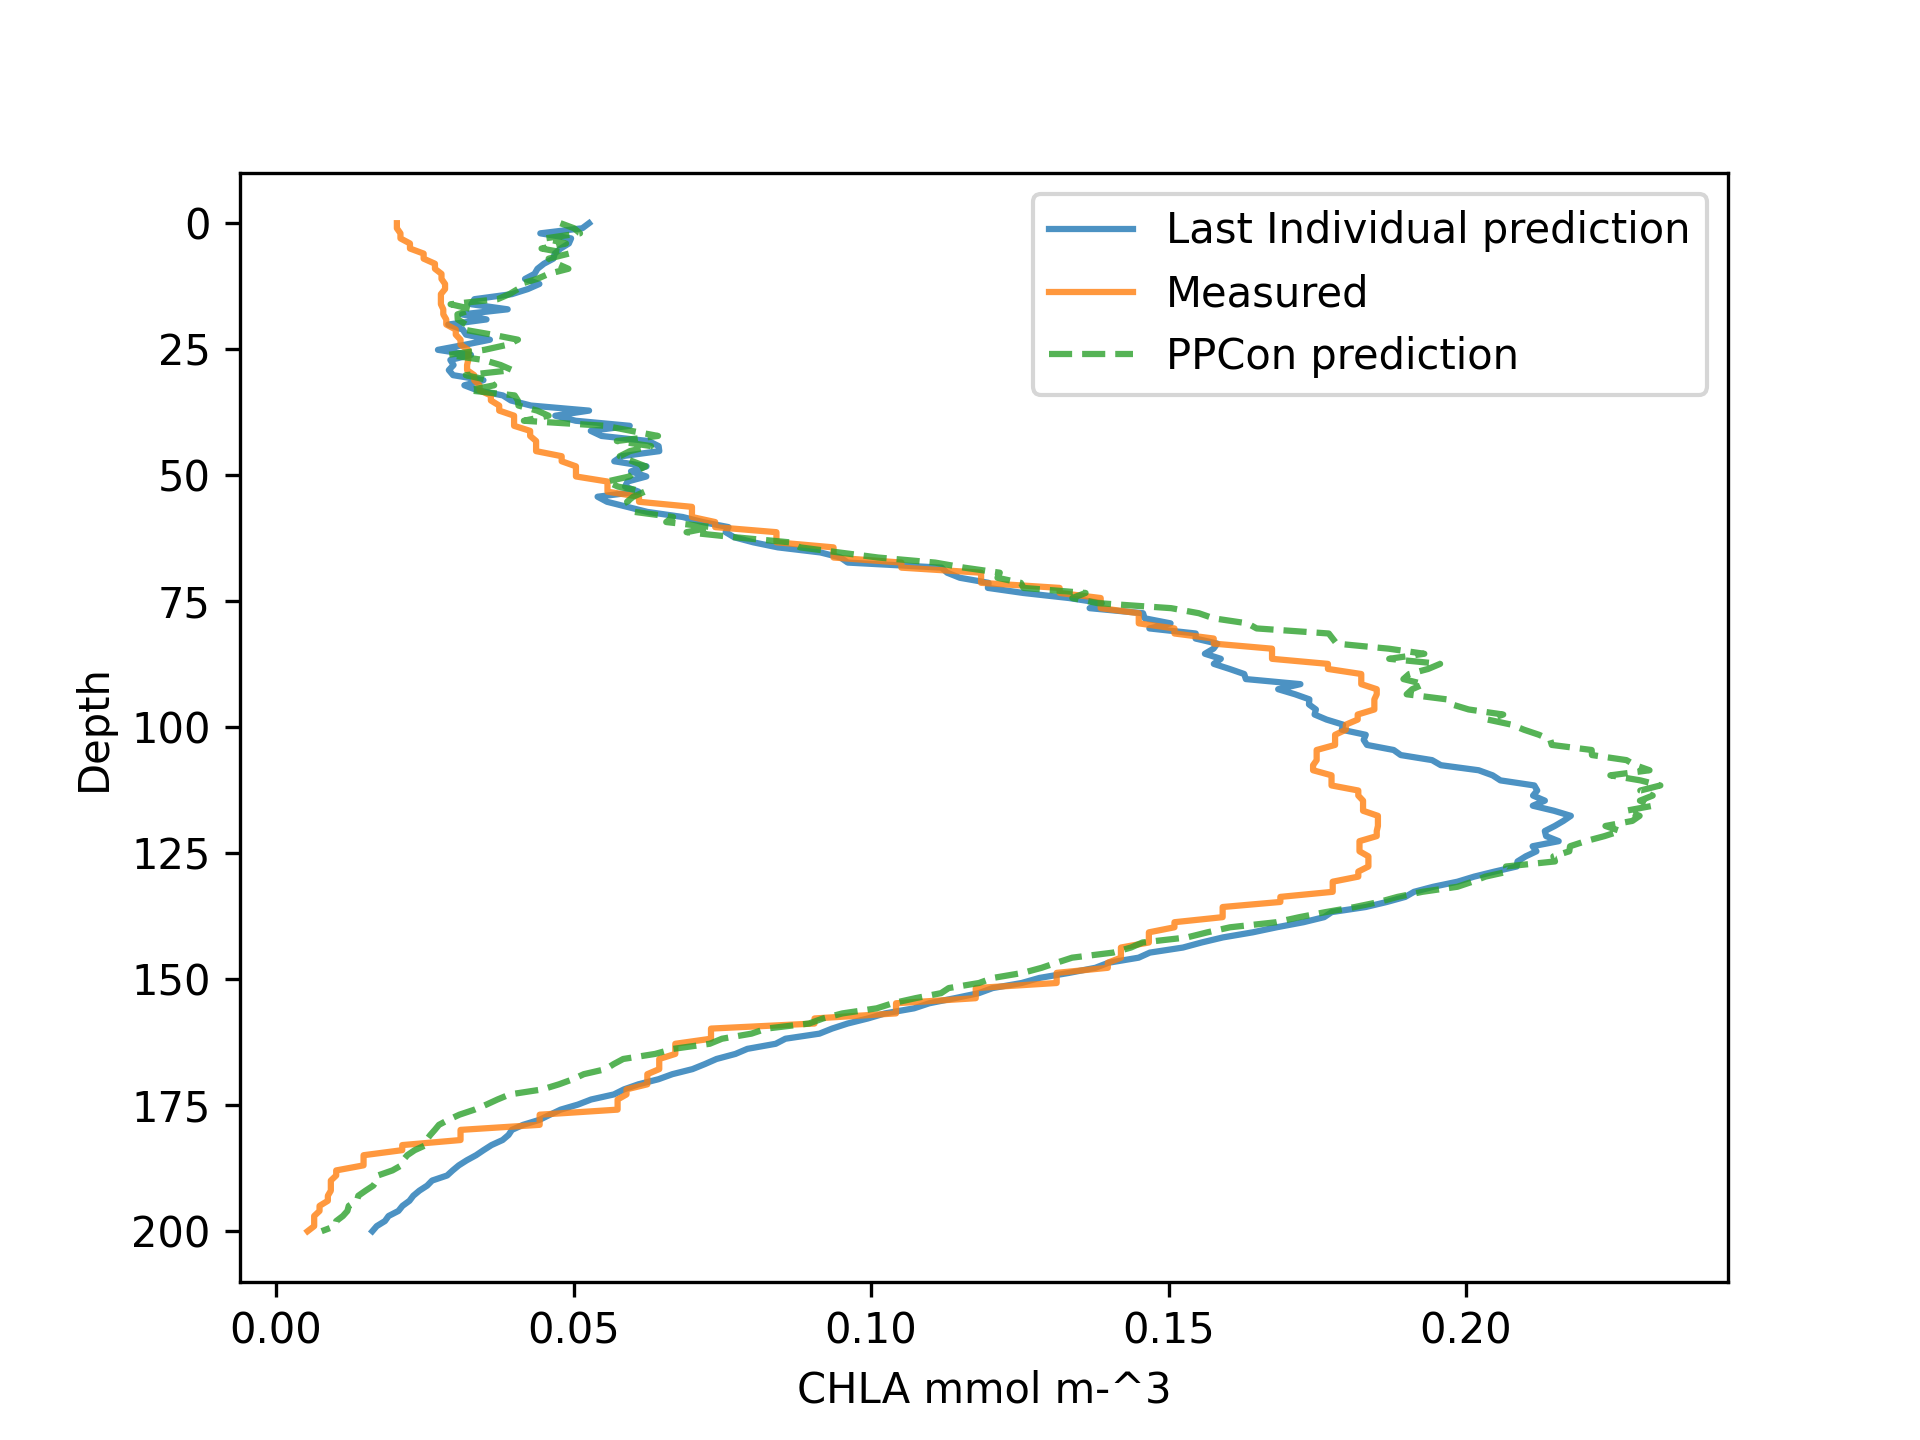 Last Individual prediction
Measured
PPCon prediction
Depth
0
25
50
75
100
125
150
175
200
0.00 0.05 0.10 0.15 0.20
CHLA mmol m-^3